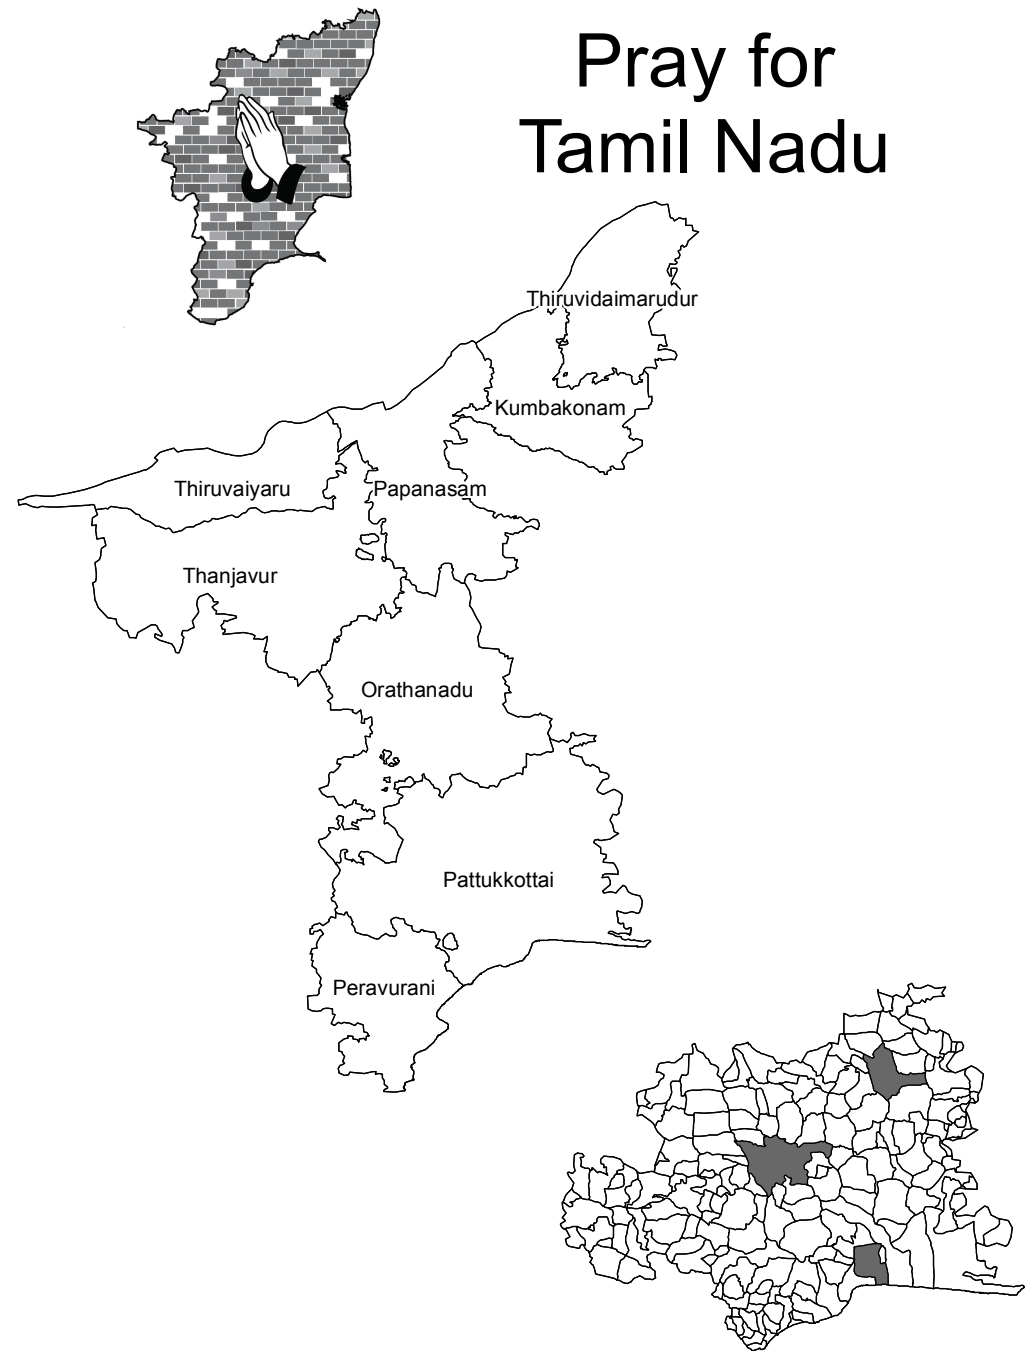 Pray for
Tamil Nadu
Thiruvidaimarudur
Kumbakonam
Thiruvaiyaru
Papanasam
Thanjavur
Orathanadu
Pattukkottai
Peravurani